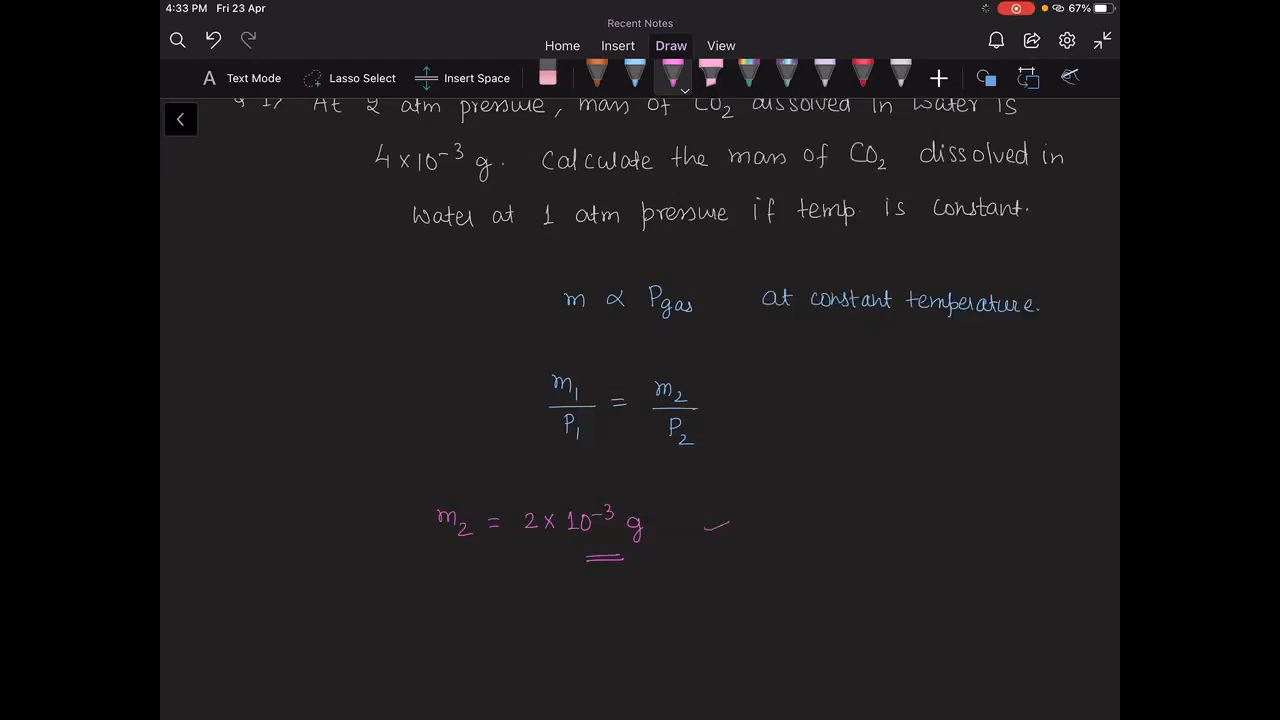 4:33 PM Fri 23 Apr
67%
Recent Notes
Home Insert Draw View
A Text Mode Lasso Select Insert Space
Q 1) At 2 atm pressure, mass of CO₂ dissolved in water is
4×10⁻³ g. Calculate the mass of CO₂ dissolved in
water at 1 atm pressure if temp. is constant.
m ∝ Pgas at constant temperature.
m₁/P₁ = m₂/P₂
m₂ = 2×10⁻³ g